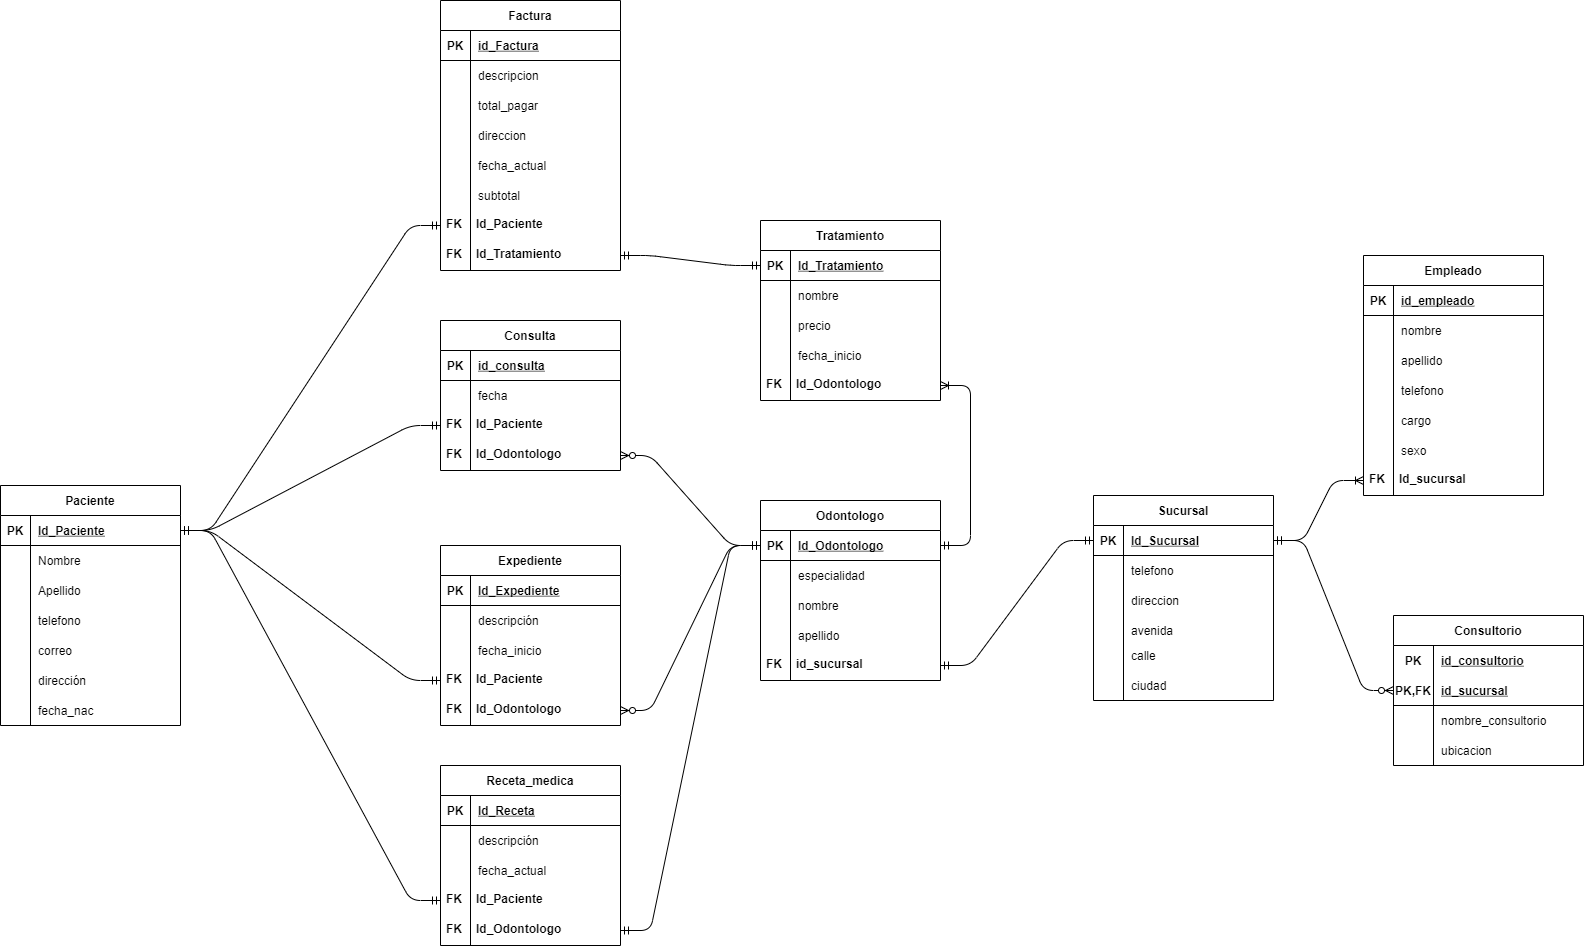 Factura
PK id_Factura
descripcion
total_pagar
direccion
fecha_actual
subtotal
FK Id_Paciente
FK Id_Tratamiento
Consulta
PK id_consulta
fecha
FK Id_Paciente
FK Id_Odontologo
Paciente
PK Id_Paciente
Nombre
Apellido
telefono
correo
dirección
fecha_nac
Expediente
PK Id_Expediente
descripción
fecha_inicio
FK Id_Paciente
FK Id_Odontologo
Receta_medica
PK Id_Receta
descripción
fecha_actual
FK Id_Paciente
FK Id_Odontologo
Tratamiento
PK Id_Tratamiento
nombre
precio
fecha_inicio
FK Id_Odontologo
Odontologo
PK Id_Odontologo
especialidad
nombre
apellido
FK id_sucursal
Sucursal
PK Id_Sucursal
telefono
direccion
avenida
calle
ciudad
Empleado
PK id_empleado
nombre
apellido
telefono
cargo
sexo
FK Id_sucursal
Consultorio
PK id_consultorio
PK,FK id_sucursal
nombre_consultorio
ubicacion